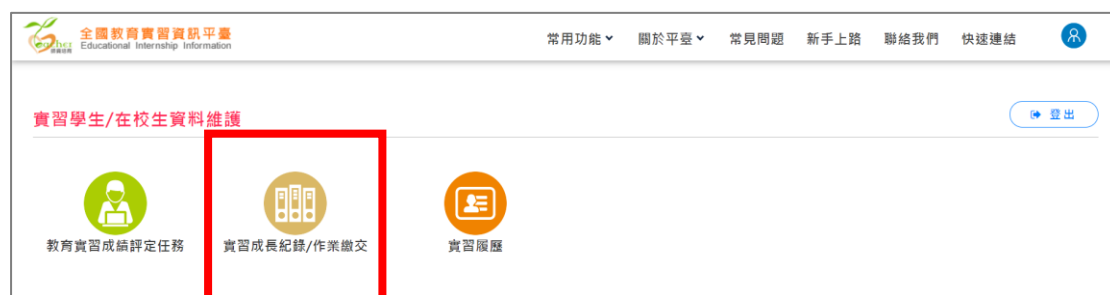 全國教育實習資訊平臺
Educational Internship Information
常用功能 關於平臺 常見問題 新手上路 聯絡我們 快速連結
實習學生/在校生資料維護
登出
教育實習成績評定任務 實習成長紀錄/作業繳交 實習履歷